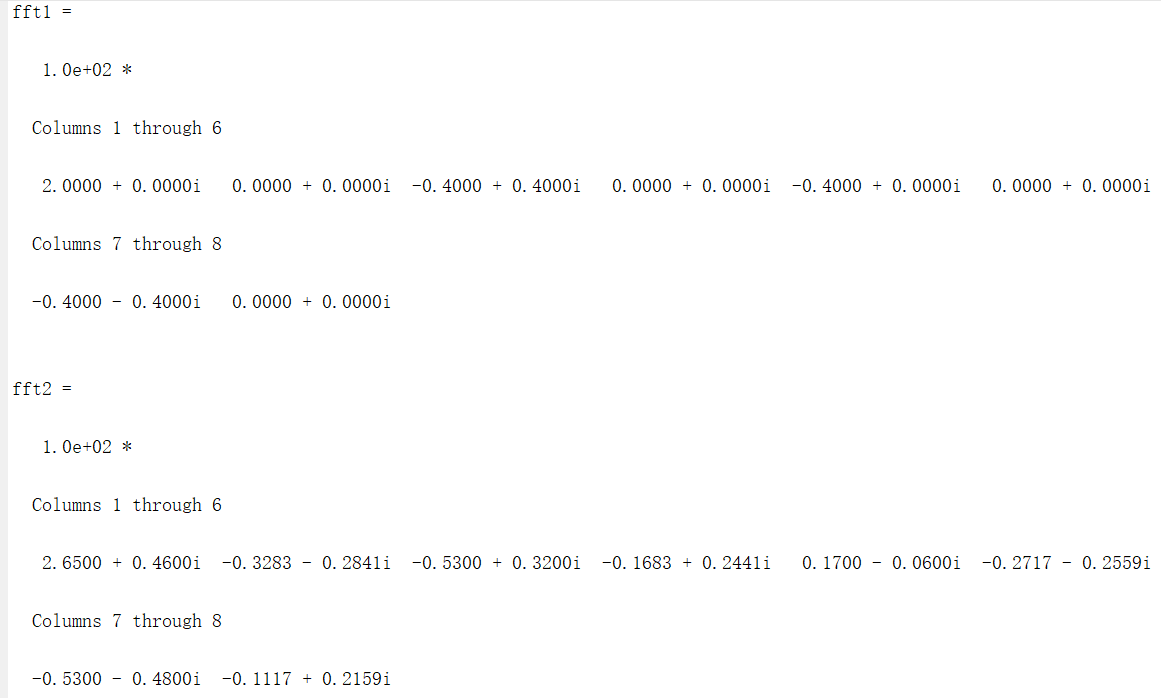 fft1 =
1.0e+02 *
Columns 1 through 6
2.0000 + 0.0000i 0.0000 + 0.0000i -0.4000 + 0.4000i 0.0000 + 0.0000i -0.4000 + 0.0000i 0.0000 + 0.0000i
Columns 7 through 8
-0.4000 - 0.4000i 0.0000 + 0.0000i
fft2 =
1.0e+02 *
Columns 1 through 6
2.6500 + 0.4600i -0.3283 - 0.2841i -0.5300 + 0.3200i -0.1683 + 0.2441i 0.1700 - 0.0600i -0.2717 - 0.2559i
Columns 7 through 8
-0.5300 - 0.4800i -0.1117 + 0.2159i